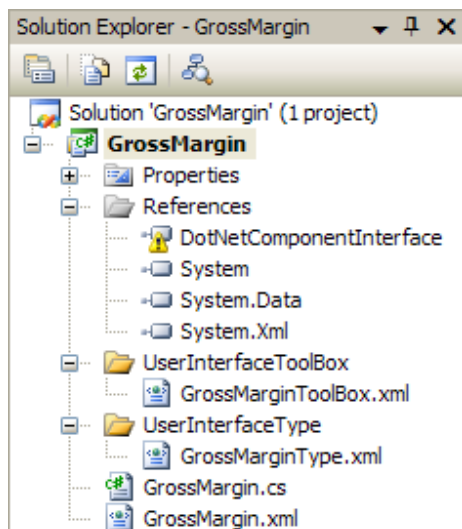 Solution Explorer - GrossMargin
Solution 'GrossMargin' (1 project)
GrossMargin
Properties
References
DotNetComponentInterface
System
System.Data
System.Xml
UserInterfaceToolBox
GrossMarginToolBox.xml
UserInterfaceType
GrossMarginType.xml
GrossMargin.cs
GrossMargin.xml